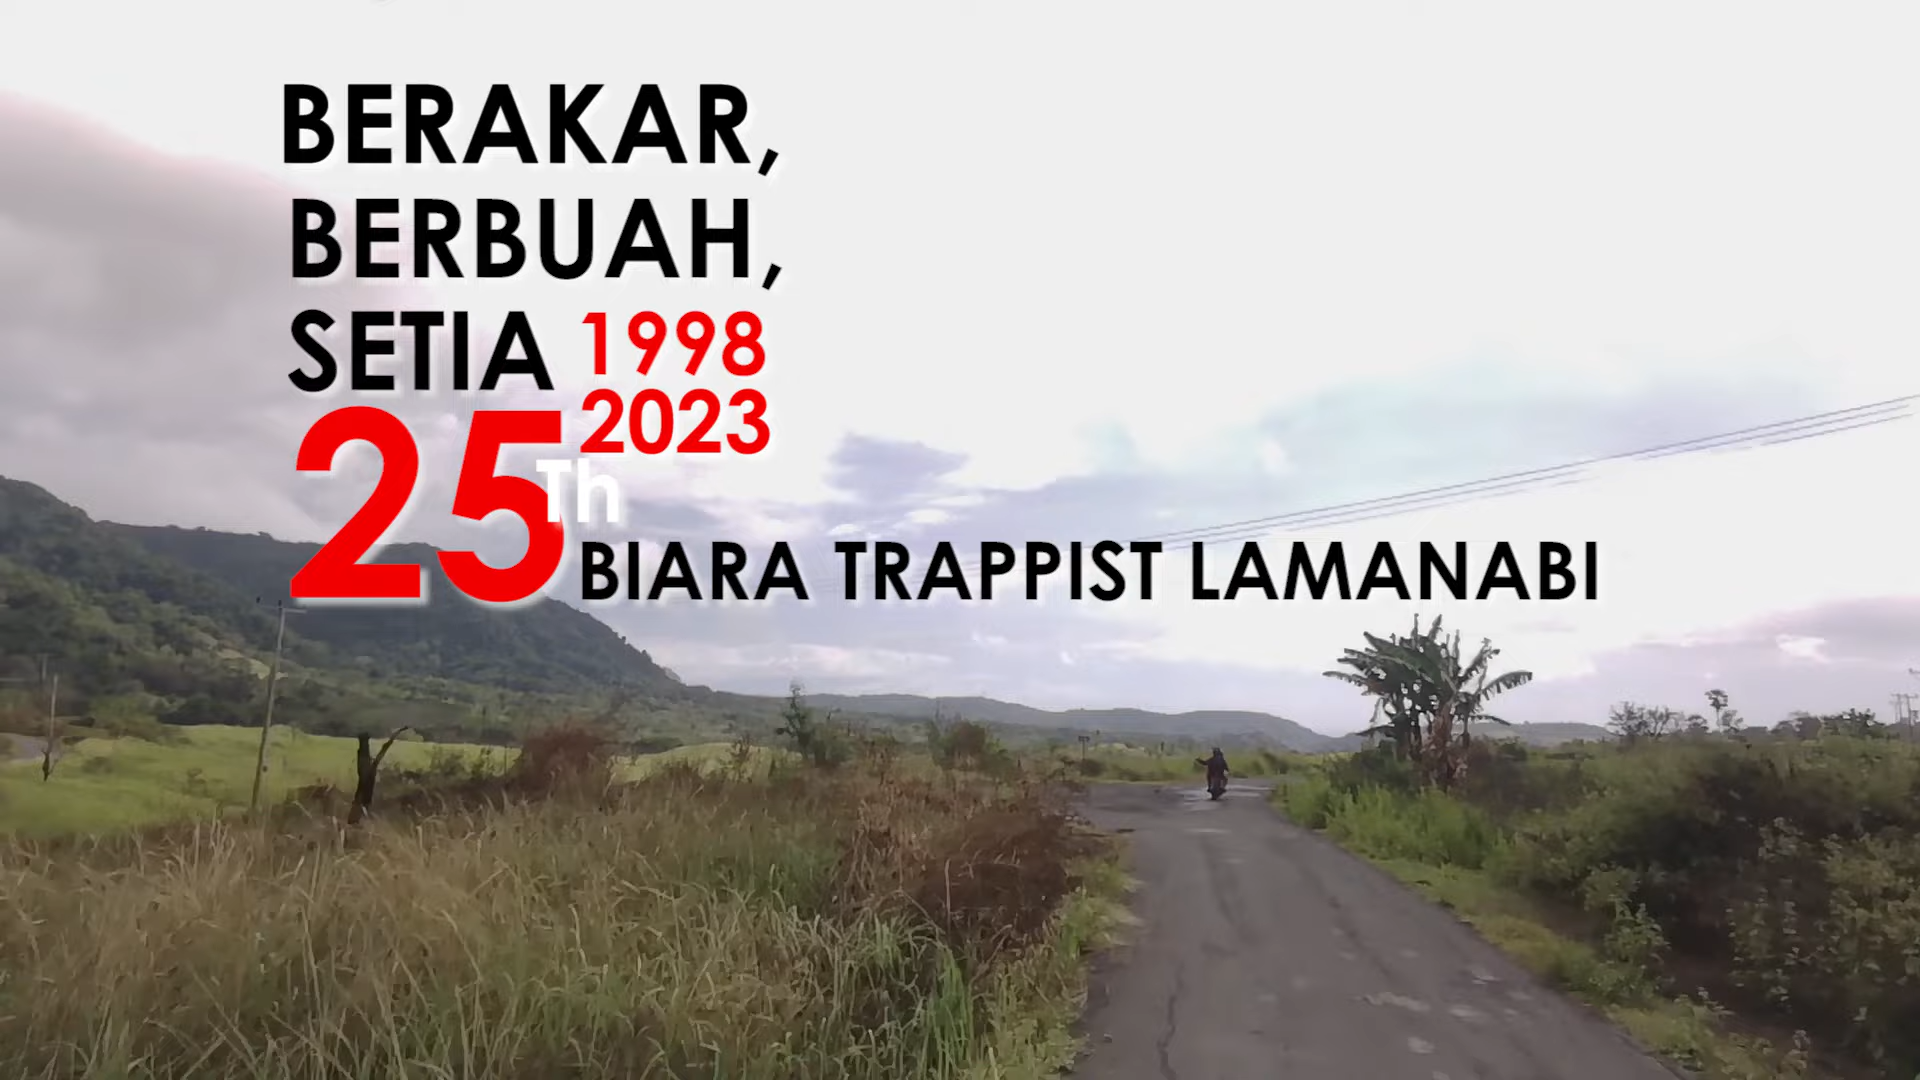 BERAKAR,
BERBUAH,
SETIA 1998
2023
25Th
BIARA TRAPPIST LAMANABI